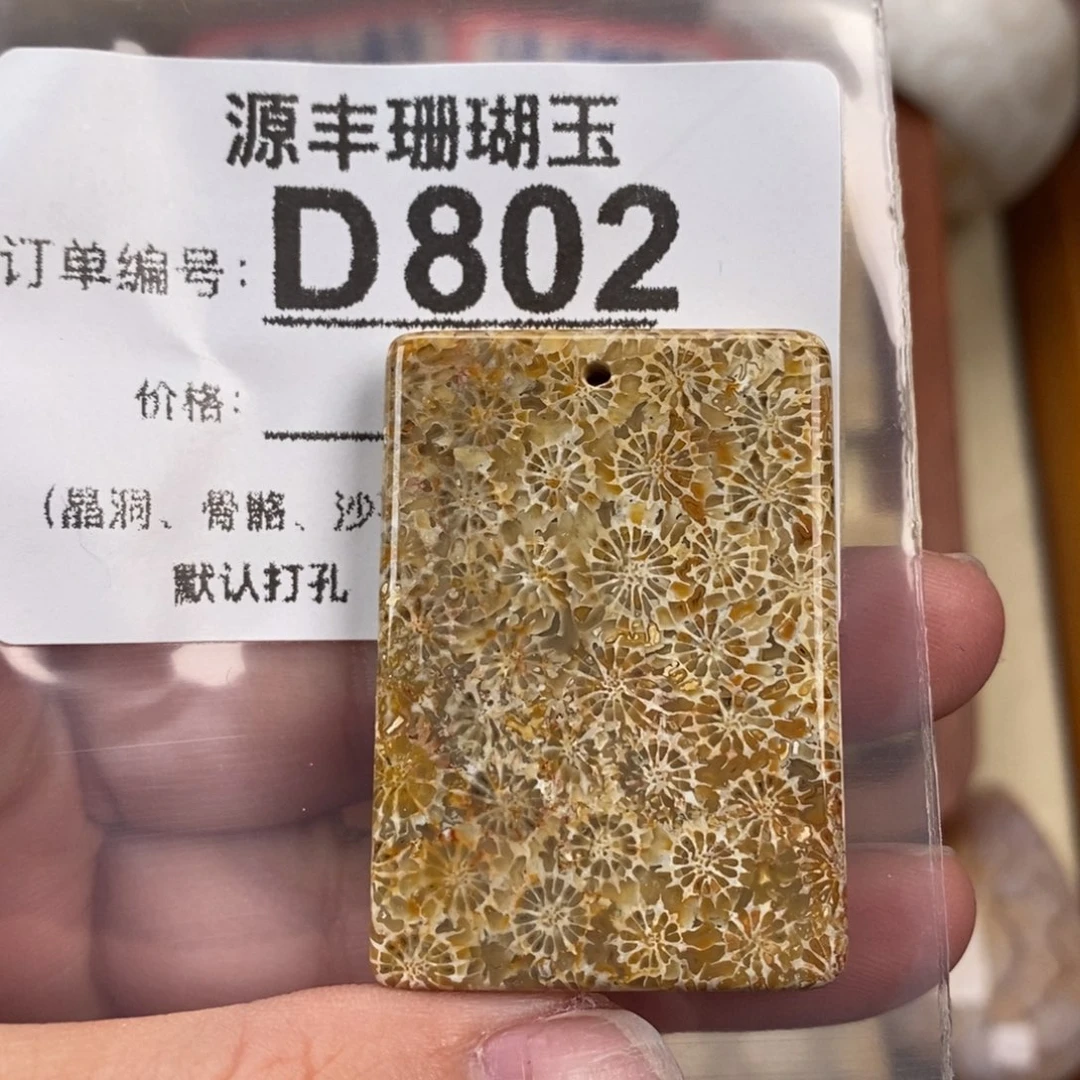 源丰珊瑚玉
订单编号: D802
价格:
(晶洞、骨骼、沙
默认打孔